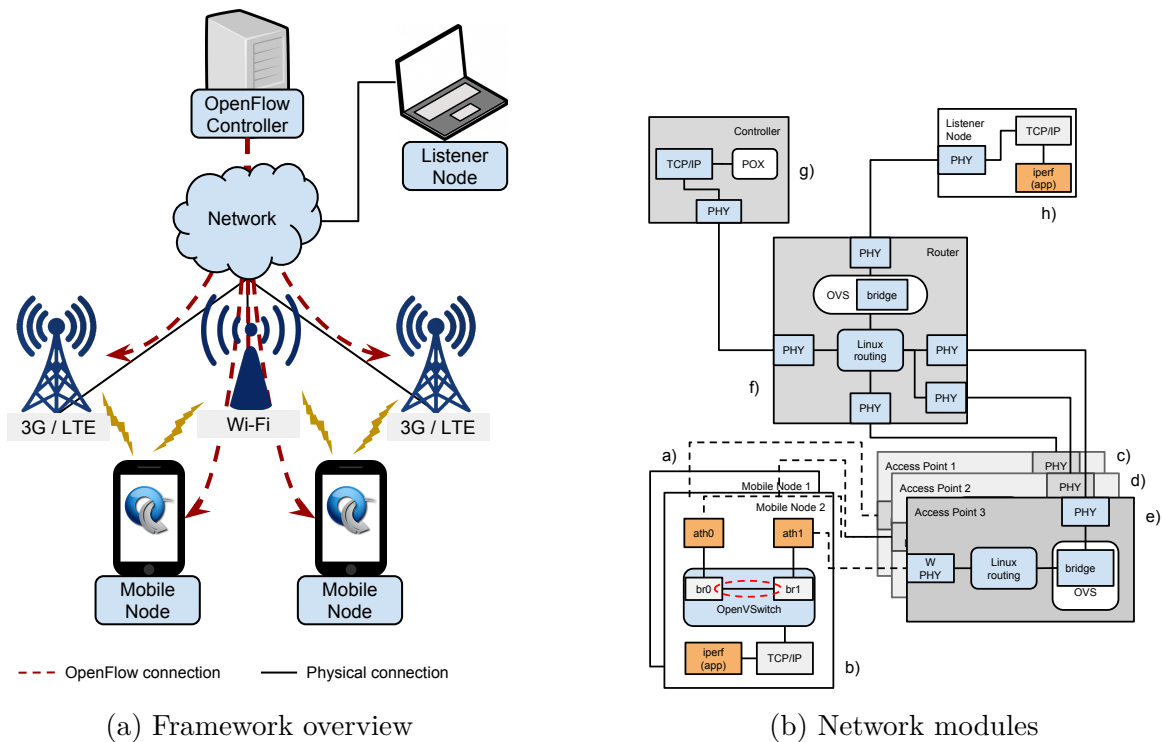 OpenFlow
Controller
Listener
Node
Network
3G / LTE
Wi-Fi
3G / LTE
Mobile
Node
Mobile
Node
OpenFlow connection
Physical connection
(a) Framework overview
Controller
TCP/IP
POX
PHY
g)
Listener
Node
TCP/IP
PHY
iperf
(app)
h)
Router
PHY
OVS
bridge
PHY
Linux
routing
PHY
PHY
PHY
f)
a)
Mobile Node 1
Mobile Node 2
ath0
ath1
br0
br1
OpenVSwitch
iperf
(app)
TCP/IP
b)
Access Point 1
PHY
c)
Access Point 2
PHY
d)
Access Point 3
PHY
e)
W
PHY
Linux
routing
bridge
OVS
(b) Network modules